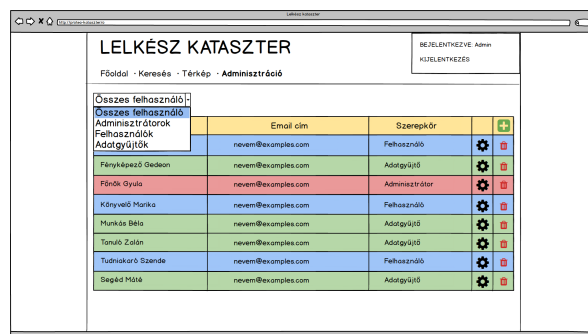 Lelkész kataszter
LELKÉSZ KATASZTER
BEJELENTKEZVE: Admin
KIJELENTKEZÉS
Főoldal - Keresés - Térkép - Adminisztráció
Összes felhasználó
Összes felhasználó
Adminisztrátorok
Felhasználók
Adatgyűjtők
Email cím Szerepkör
nevem@examples.com Felhasználó
Fényképező Gedeon nevem@examples.com Adatgyűjtő
Főnök Gyula nevem@examples.com Adminisztrátor
Könyvelő Marika nevem@examples.com Felhasználó
Munkás Béla nevem@examples.com Adatgyűjtő
Tanuló Zalán nevem@examples.com Adatgyűjtő
Tudniakaró Szende nevem@examples.com Felhasználó
Segéd Máté nevem@examples.com Adatgyűjtő